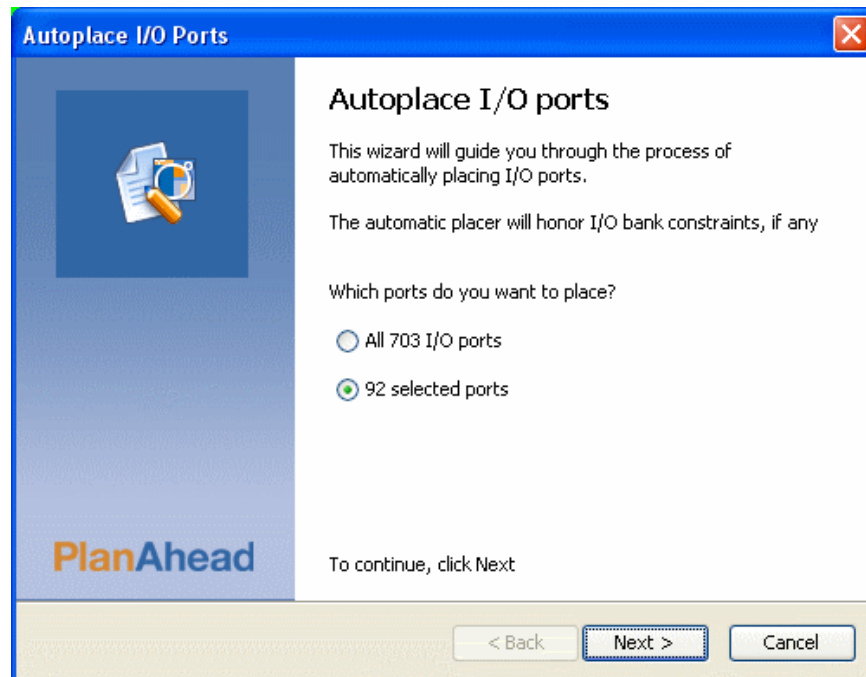 Autoplace I/O Ports
Autoplace I/O ports
This wizard will guide you through the process of
automatically placing I/O ports.
The automatic placer will honor I/O bank constraints, if any
Which ports do you want to place?
All 703 I/O ports
92 selected ports
PlanAhead
To continue, click Next
< Back
Next >
Cancel